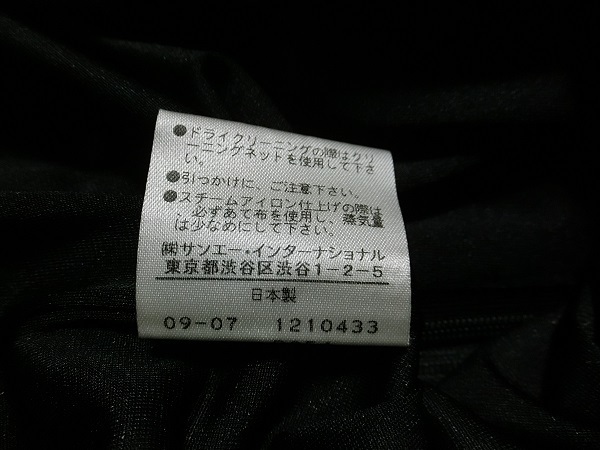 ●ドライクリーニングの際はクリ
ーニングネットを使用して下さ
い。
●引っかけに、ご注意下さい。
●スチームアイロン仕上げの際は
、必ずあて布を使用し、蒸気量
は少なめにして下さい。
㈱サンエー・インターナショナル
東京都渋谷区渋谷1-2-5
日本製
09-07 1210433